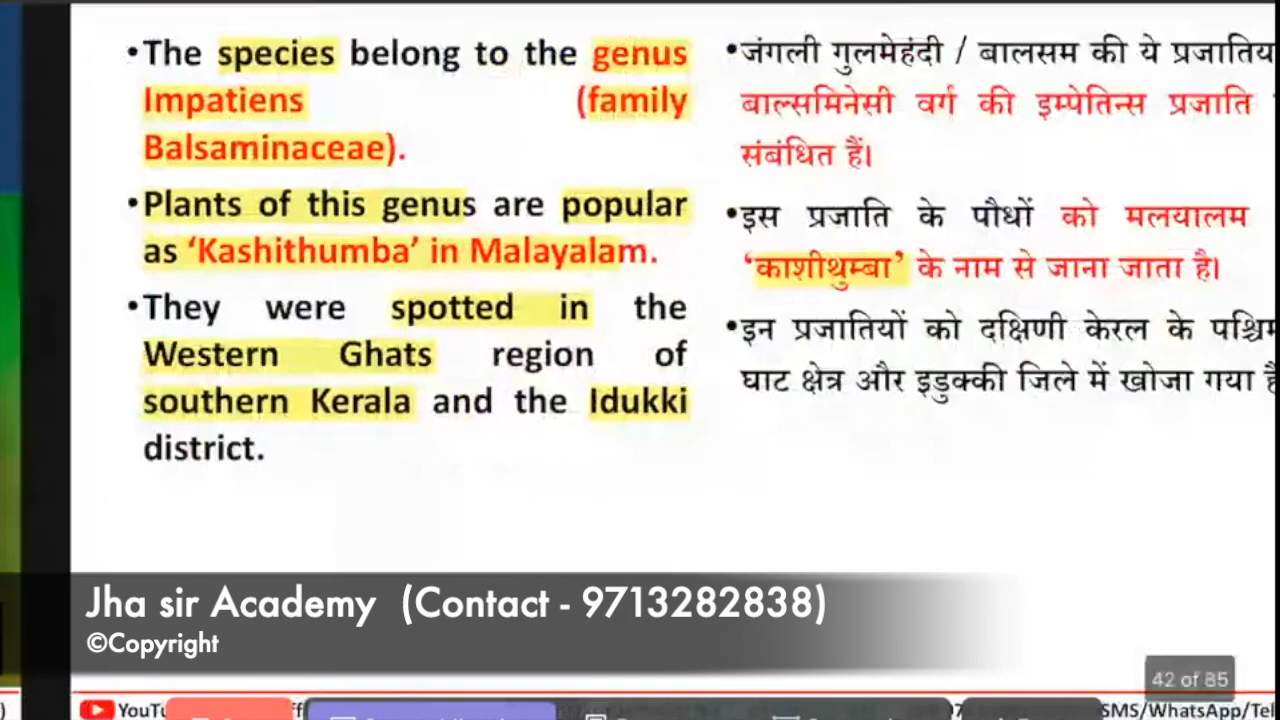 •The species belong to the genus
Impatiens (family
Balsaminaceae).
•Plants of this genus are popular
as ‘Kashithumba’ in Malayalam.
•They were spotted in the
Western Ghats region of
southern Kerala and the Idukki
district.
•जंगली गुलमेहंदी / बालसम की ये प्रजातिय
बाल्समिनेसी वर्ग की इम्पेतिन्स प्रजाति
संबंधित हैं।
•इस प्रजाति के पौधों को मलयालम
‘काशीथुम्बा’ के नाम से जाना जाता है।
•इन प्रजातियों को दक्षिणी केरल के पश्चिम
घाट क्षेत्र और इडुक्की जिले में खोजा गया है
Jha sir Academy (Contact - 9713282838)
©Copyright
42 of 85
YouTu
SMS/WhatsApp/Tel